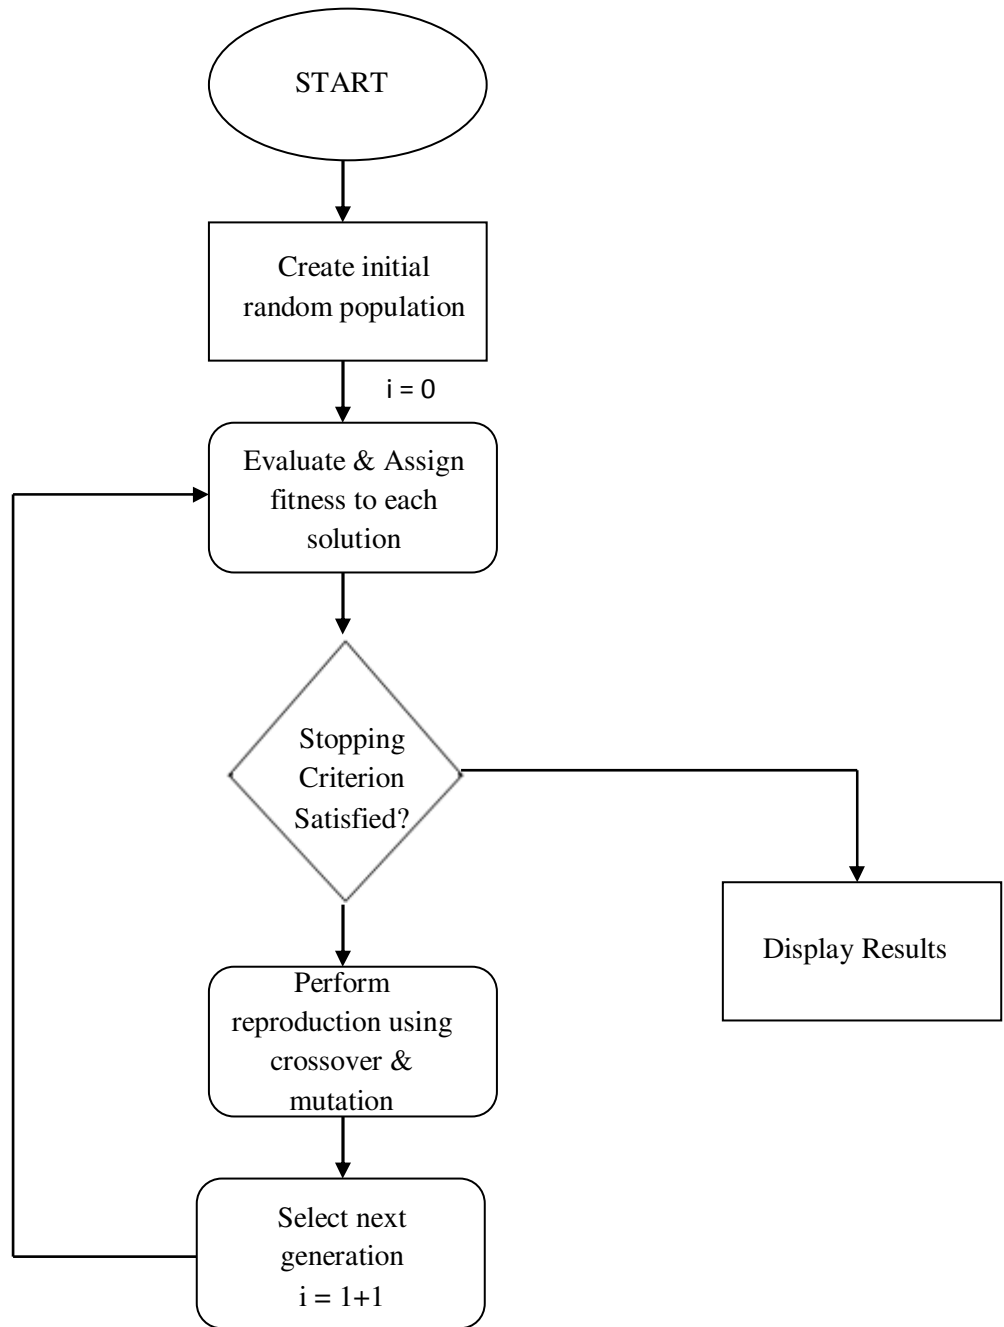 START
Create initial
random population
i = 0
Evaluate & Assign
fitness to each
solution
Stopping
Criterion
Satisfied?
Display Results
Perform
reproduction using
crossover &
mutation
Select next
generation
i = 1+1